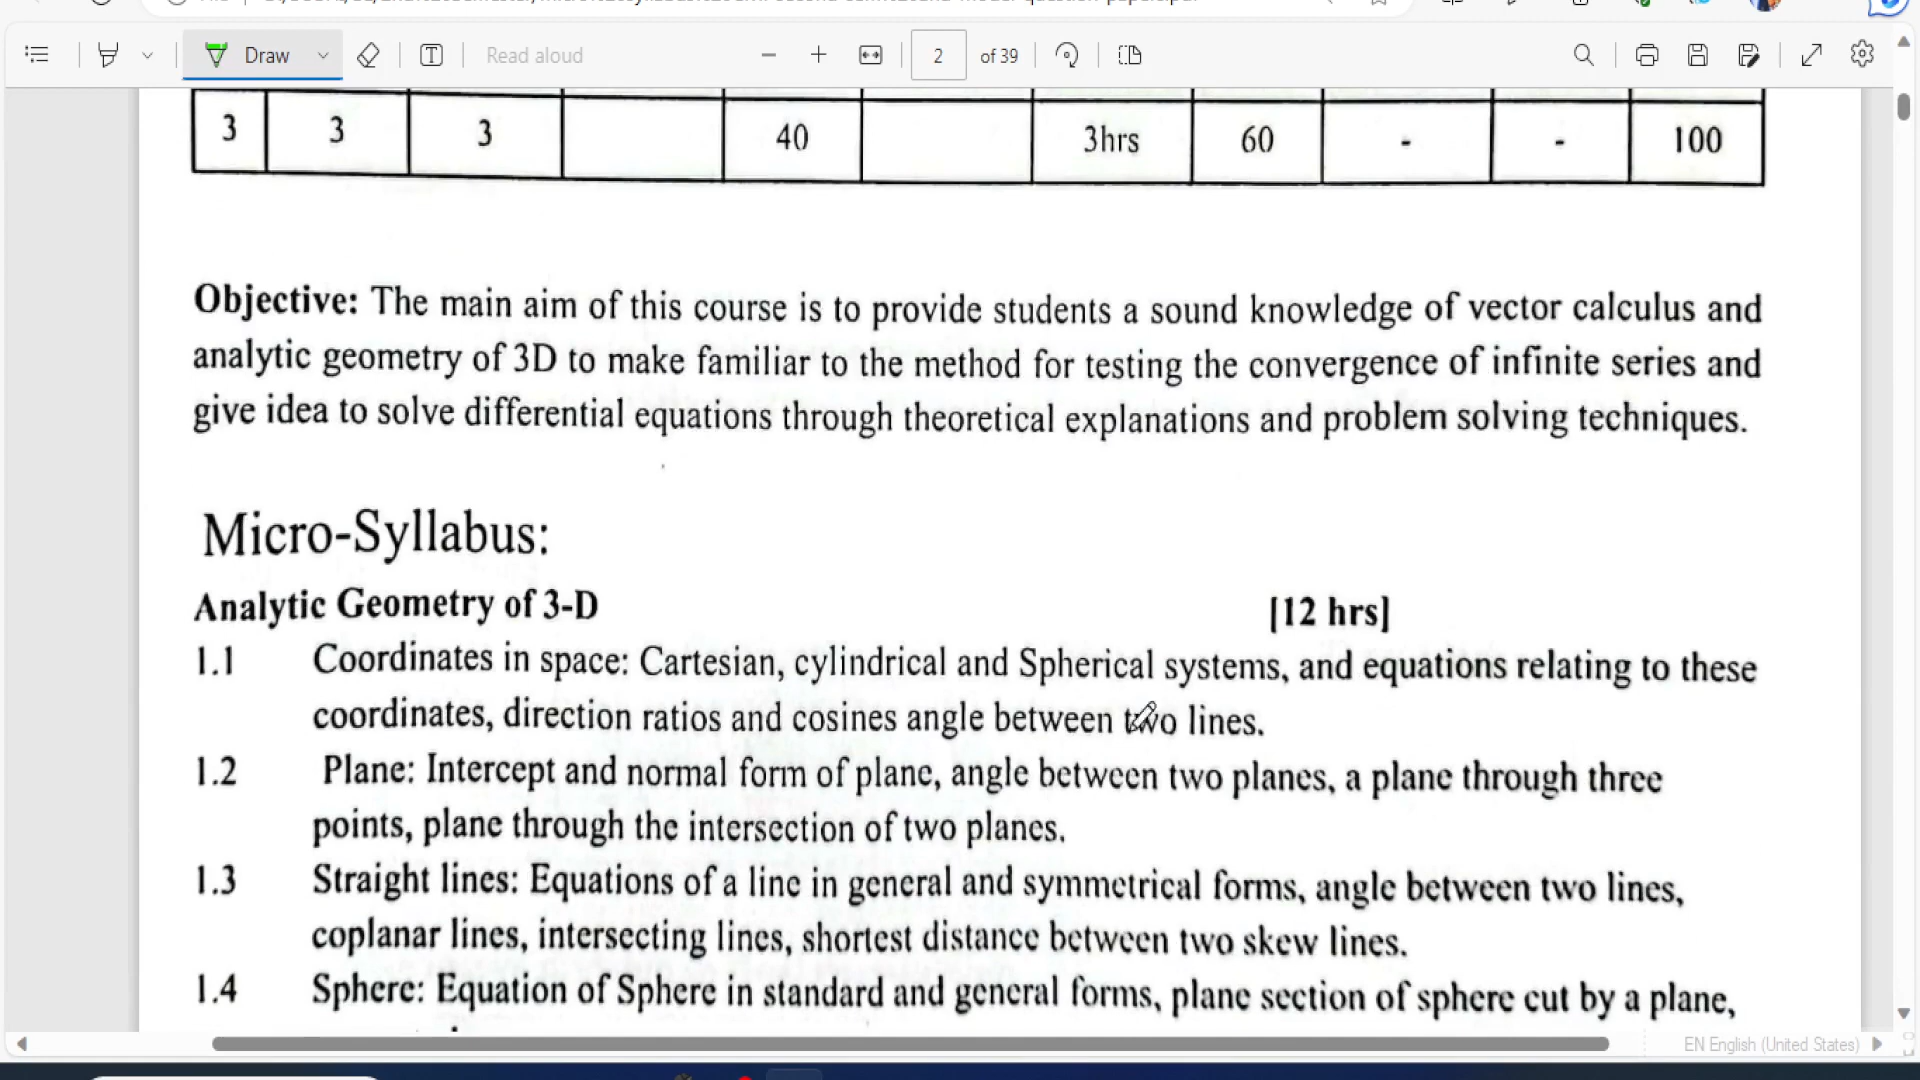 Draw
Read aloud
2 of 39
3 3 3 40 3hrs 60 - - 100
Objective: The main aim of this course is to provide students a sound knowledge of vector calculus and
analytic geometry of 3D to make familiar to the method for testing the convergence of infinite series and
give idea to solve differential equations through theoretical explanations and problem solving techniques.
Micro-Syllabus:
Analytic Geometry of 3-D [12 hrs]
1.1 Coordinates in space: Cartesian, cylindrical and Spherical systems, and equations relating to these
coordinates, direction ratios and cosines angle between two lines.
1.2 Plane: Intercept and normal form of plane, angle between two planes, a plane through three
points, plane through the intersection of two planes.
1.3 Straight lines: Equations of a line in general and symmetrical forms, angle between two lines,
coplanar lines, intersecting lines, shortest distance between two skew lines.
1.4 Sphere: Equation of Sphere in standard and general forms, plane section of sphere cut by a plane,
EN English (United States)